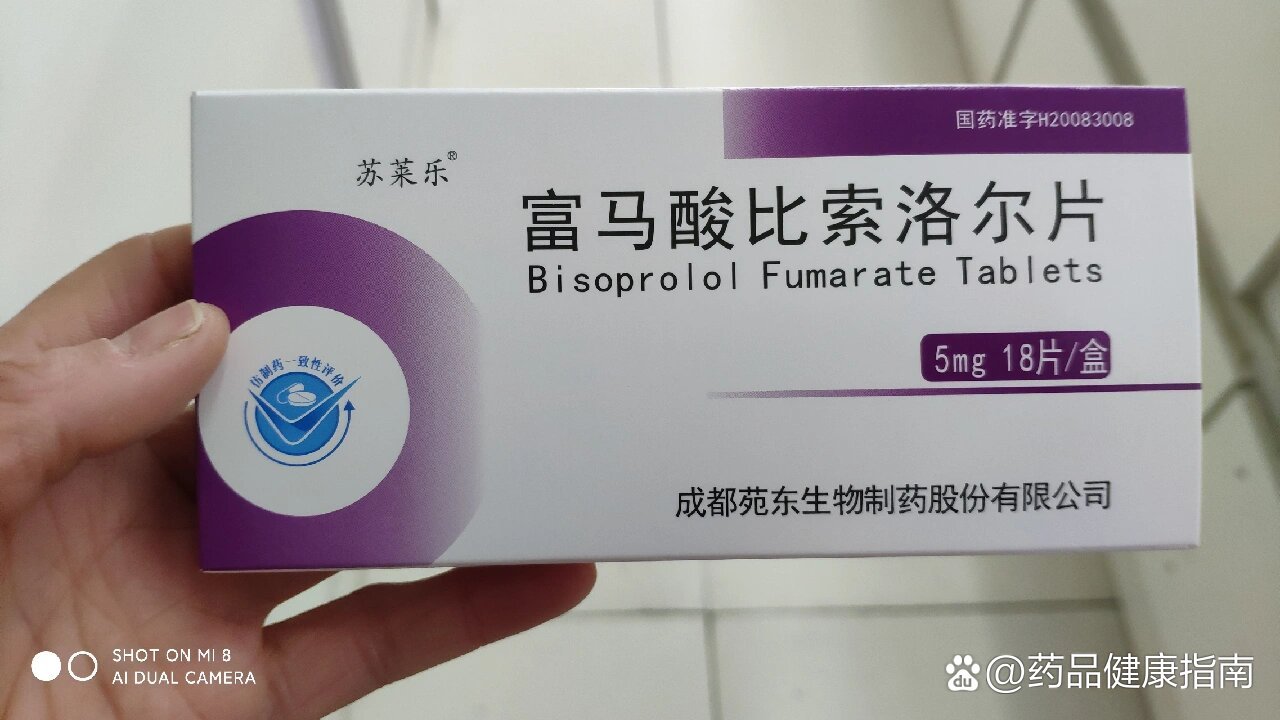 国药准字H20083008
苏莱乐®
富马酸比索洛尔片
Bisoprolol Fumarate Tablets
仿制药一致性评价
5mg 18片/盒
成都苑东生物制药股份有限公司
SHOT ON MI 8
AI DUAL CAMERA
du @药品健康指南